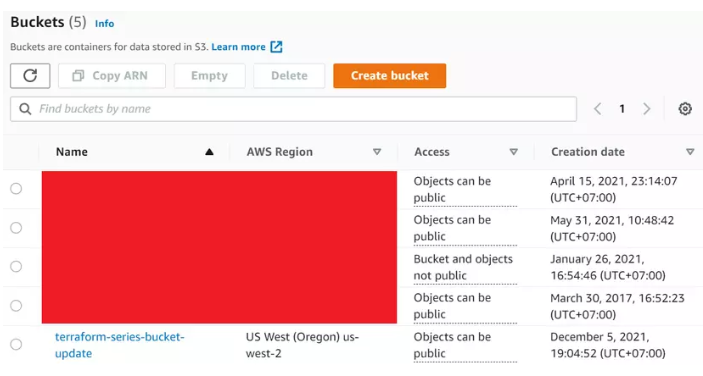 Buckets (5) Info
Buckets are containers for data stored in S3. Learn more
Copy ARN Empty Delete Create bucket
Find buckets by name 1
Name AWS Region Access Creation date
Objects can be April 15, 2021, 23:14:07
public (UTC+07:00)
Objects can be May 31, 2021, 10:48:42
public (UTC+07:00)
Bucket and objects January 26, 2021,
not public 16:54:46 (UTC+07:00)
Objects can be March 30, 2017, 16:52:23
public (UTC+07:00)
terraform-series-bucket- US West (Oregon) us- Objects can be December 5, 2021,
update west-2 public 19:04:52 (UTC+07:00)